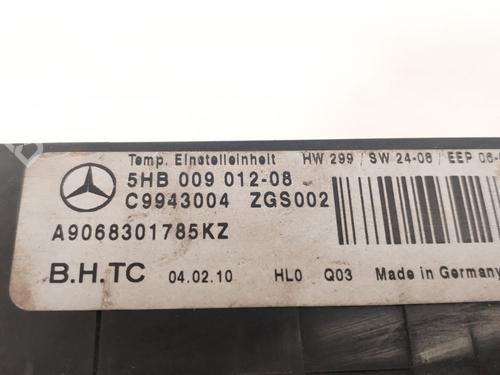 Temp. Einstelleinheit HW 299 / SW 24-08 / EEP 06-
5HB 009 012-08
C9943004 ZGS002
A9068301785KZ
B.H.TC 04.02.10 HL0 Q03 Made in Germany